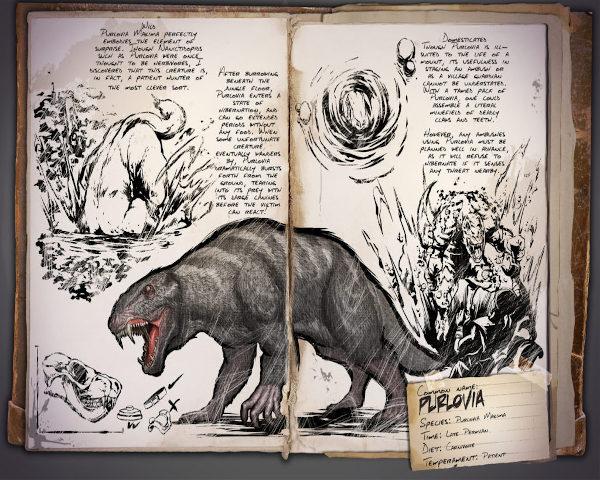 Wild
Purlovia Maxima perfectly
embodies the element of
surprise. Though Nanictidopids
such as Purlovia were once
thought to be herbivores, I
discovered that this creature is,
in fact, a patient hunter of
the most clever sort.
After burrowing
beneath the
jungle floor,
Purlovia enters a
state of
hibernation, and
can go extended
periods without
any food. When
some unfortunate
creature
eventually wanders
by, Purlovia
dramatically bursts
forth from the
ground, tearing
into its prey with
its large canines
before the victim
can react.
Domesticated
Though Purlovia is ill-
suited to the life of a
mount, its usefulness in
staging an ambush or
as a village guardian
cannot be understated.
With a tamed pack of
Purlovia, one could
assemble a literal
minefield of deadly
claws and teeth.
However, any ambushes
using Purlovia must be
planned well in advance,
as it will refuse to
hibernate if it senses
any threat nearby.
Common name:
Purlovia
Species: Purlovia Maxima
Time: Late Permian
Diet: Carnivore
Temperament: Patient